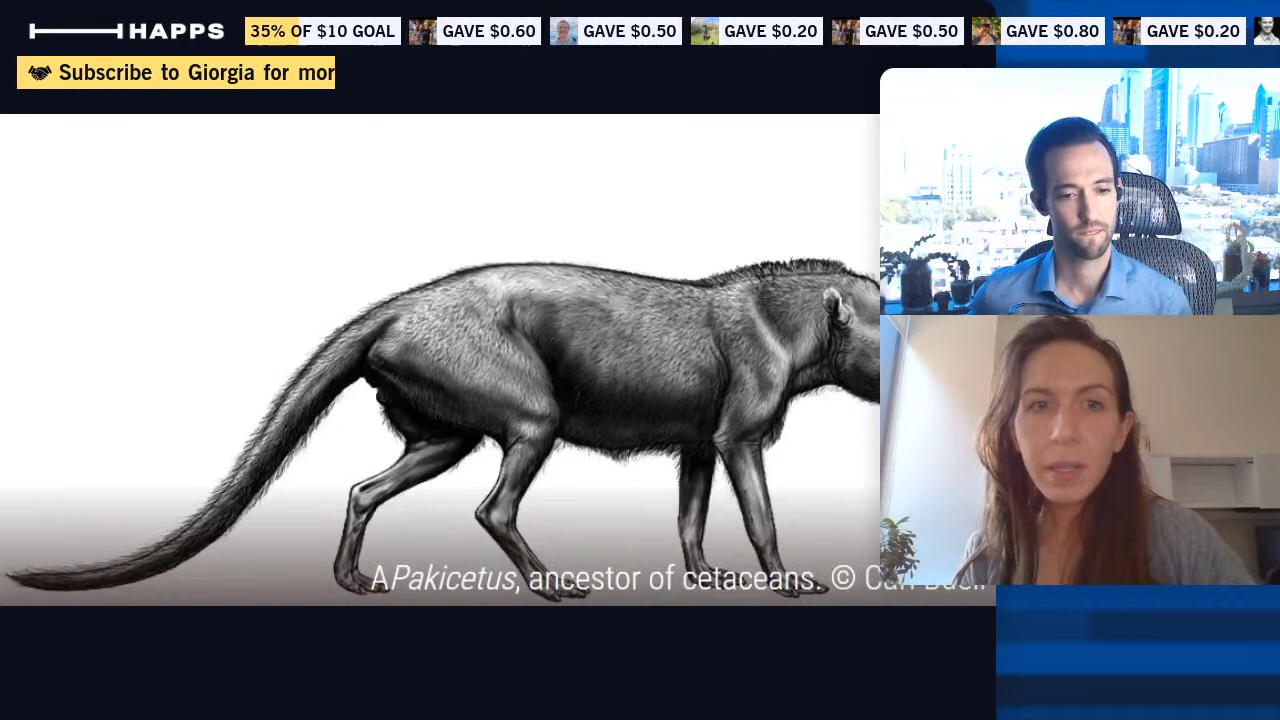 HAPPS
35% OF $10 GOAL
GAVE $0.60
GAVE $0.50
GAVE $0.20
GAVE $0.50
GAVE $0.80
GAVE $0.20
Subscribe to Giorgia for mor
A Pakicetus, ancestor of cetaceans. ©